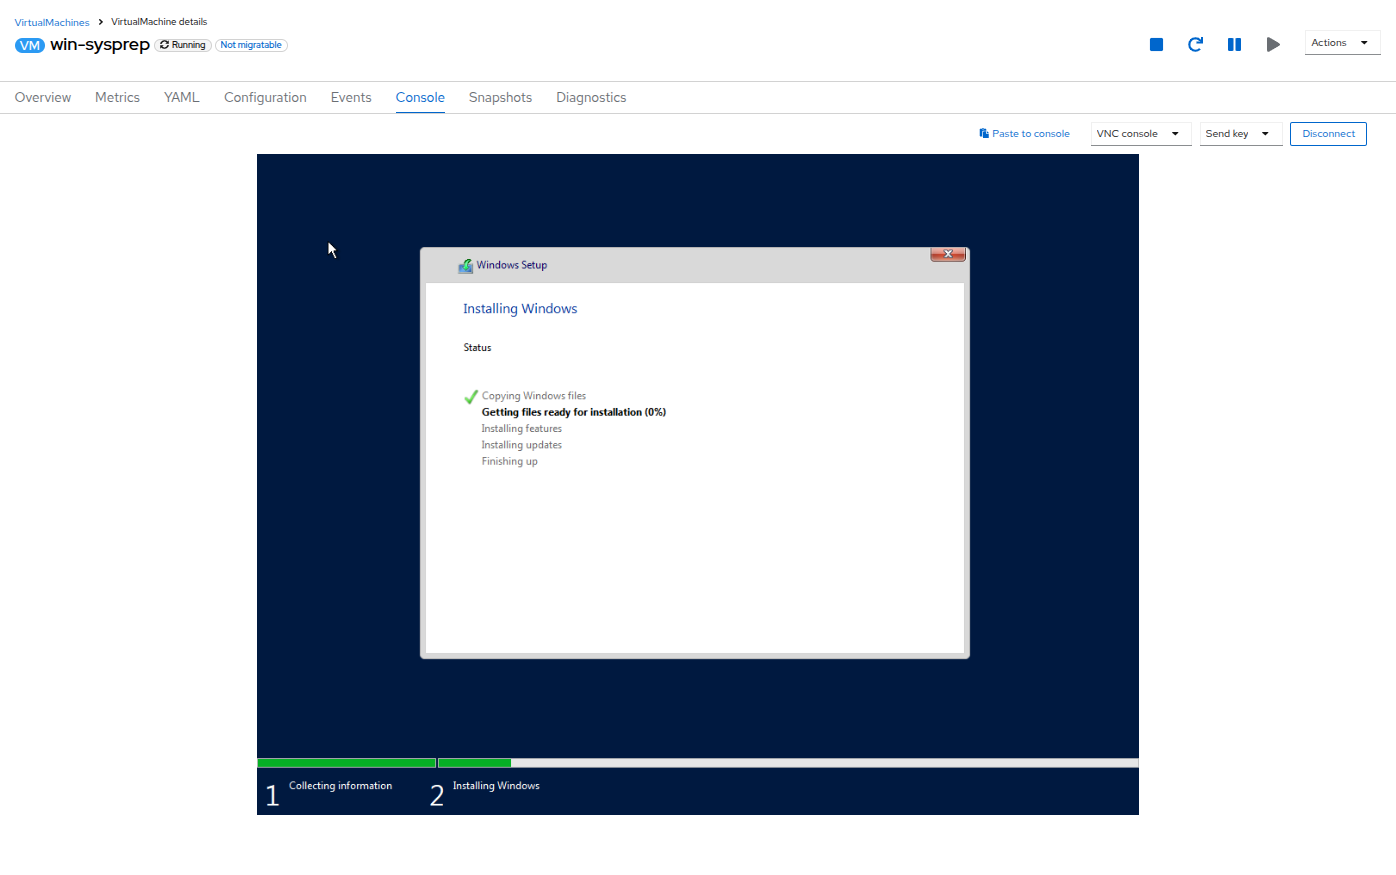 VirtualMachines > VirtualMachine details
VM win-sysprep Running Not migratable
Actions
Overview Metrics YAML Configuration Events Console Snapshots Diagnostics
Paste to console VNC console Send key Disconnect
Windows Setup
Installing Windows
Status
Copying Windows files
Getting files ready for installation (0%)
Installing features
Installing updates
Finishing up
1 Collecting information 2 Installing Windows